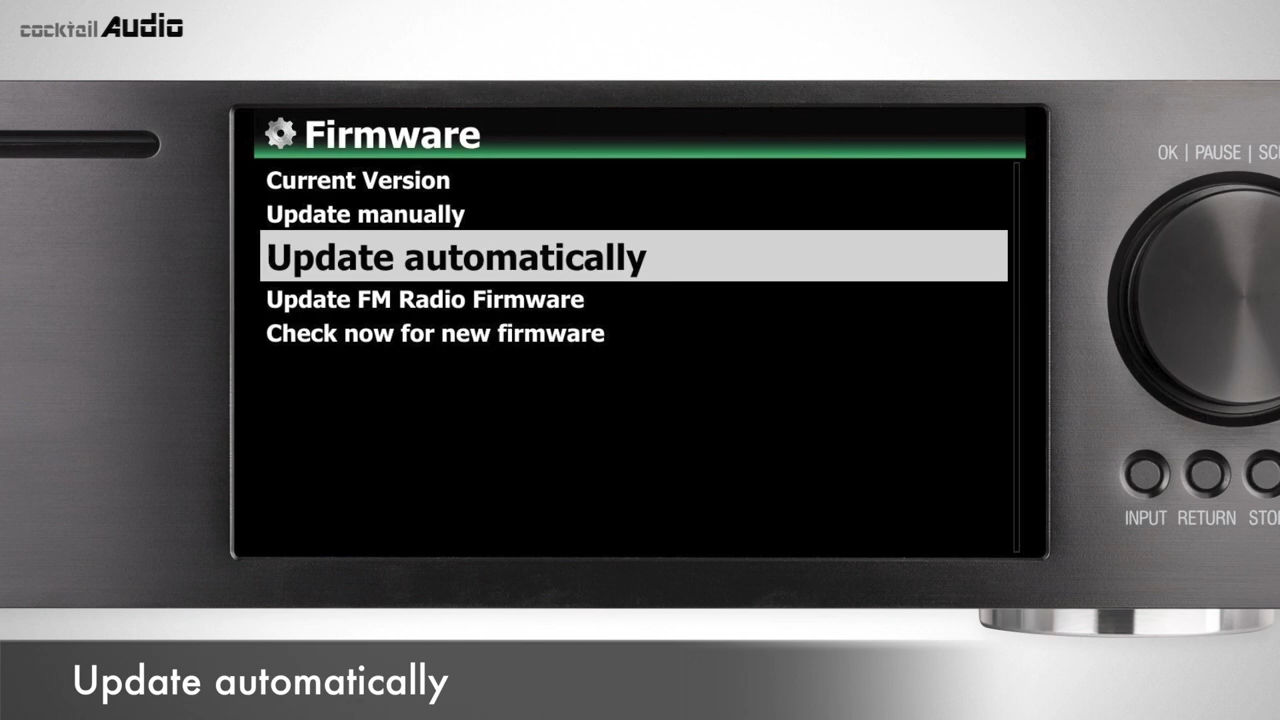 cocktail Audio
Firmware
Current Version
Update manually
Update automatically
Update FM Radio Firmware
Check now for new firmware
OK | PAUSE |
INPUT RETURN
Update automatically